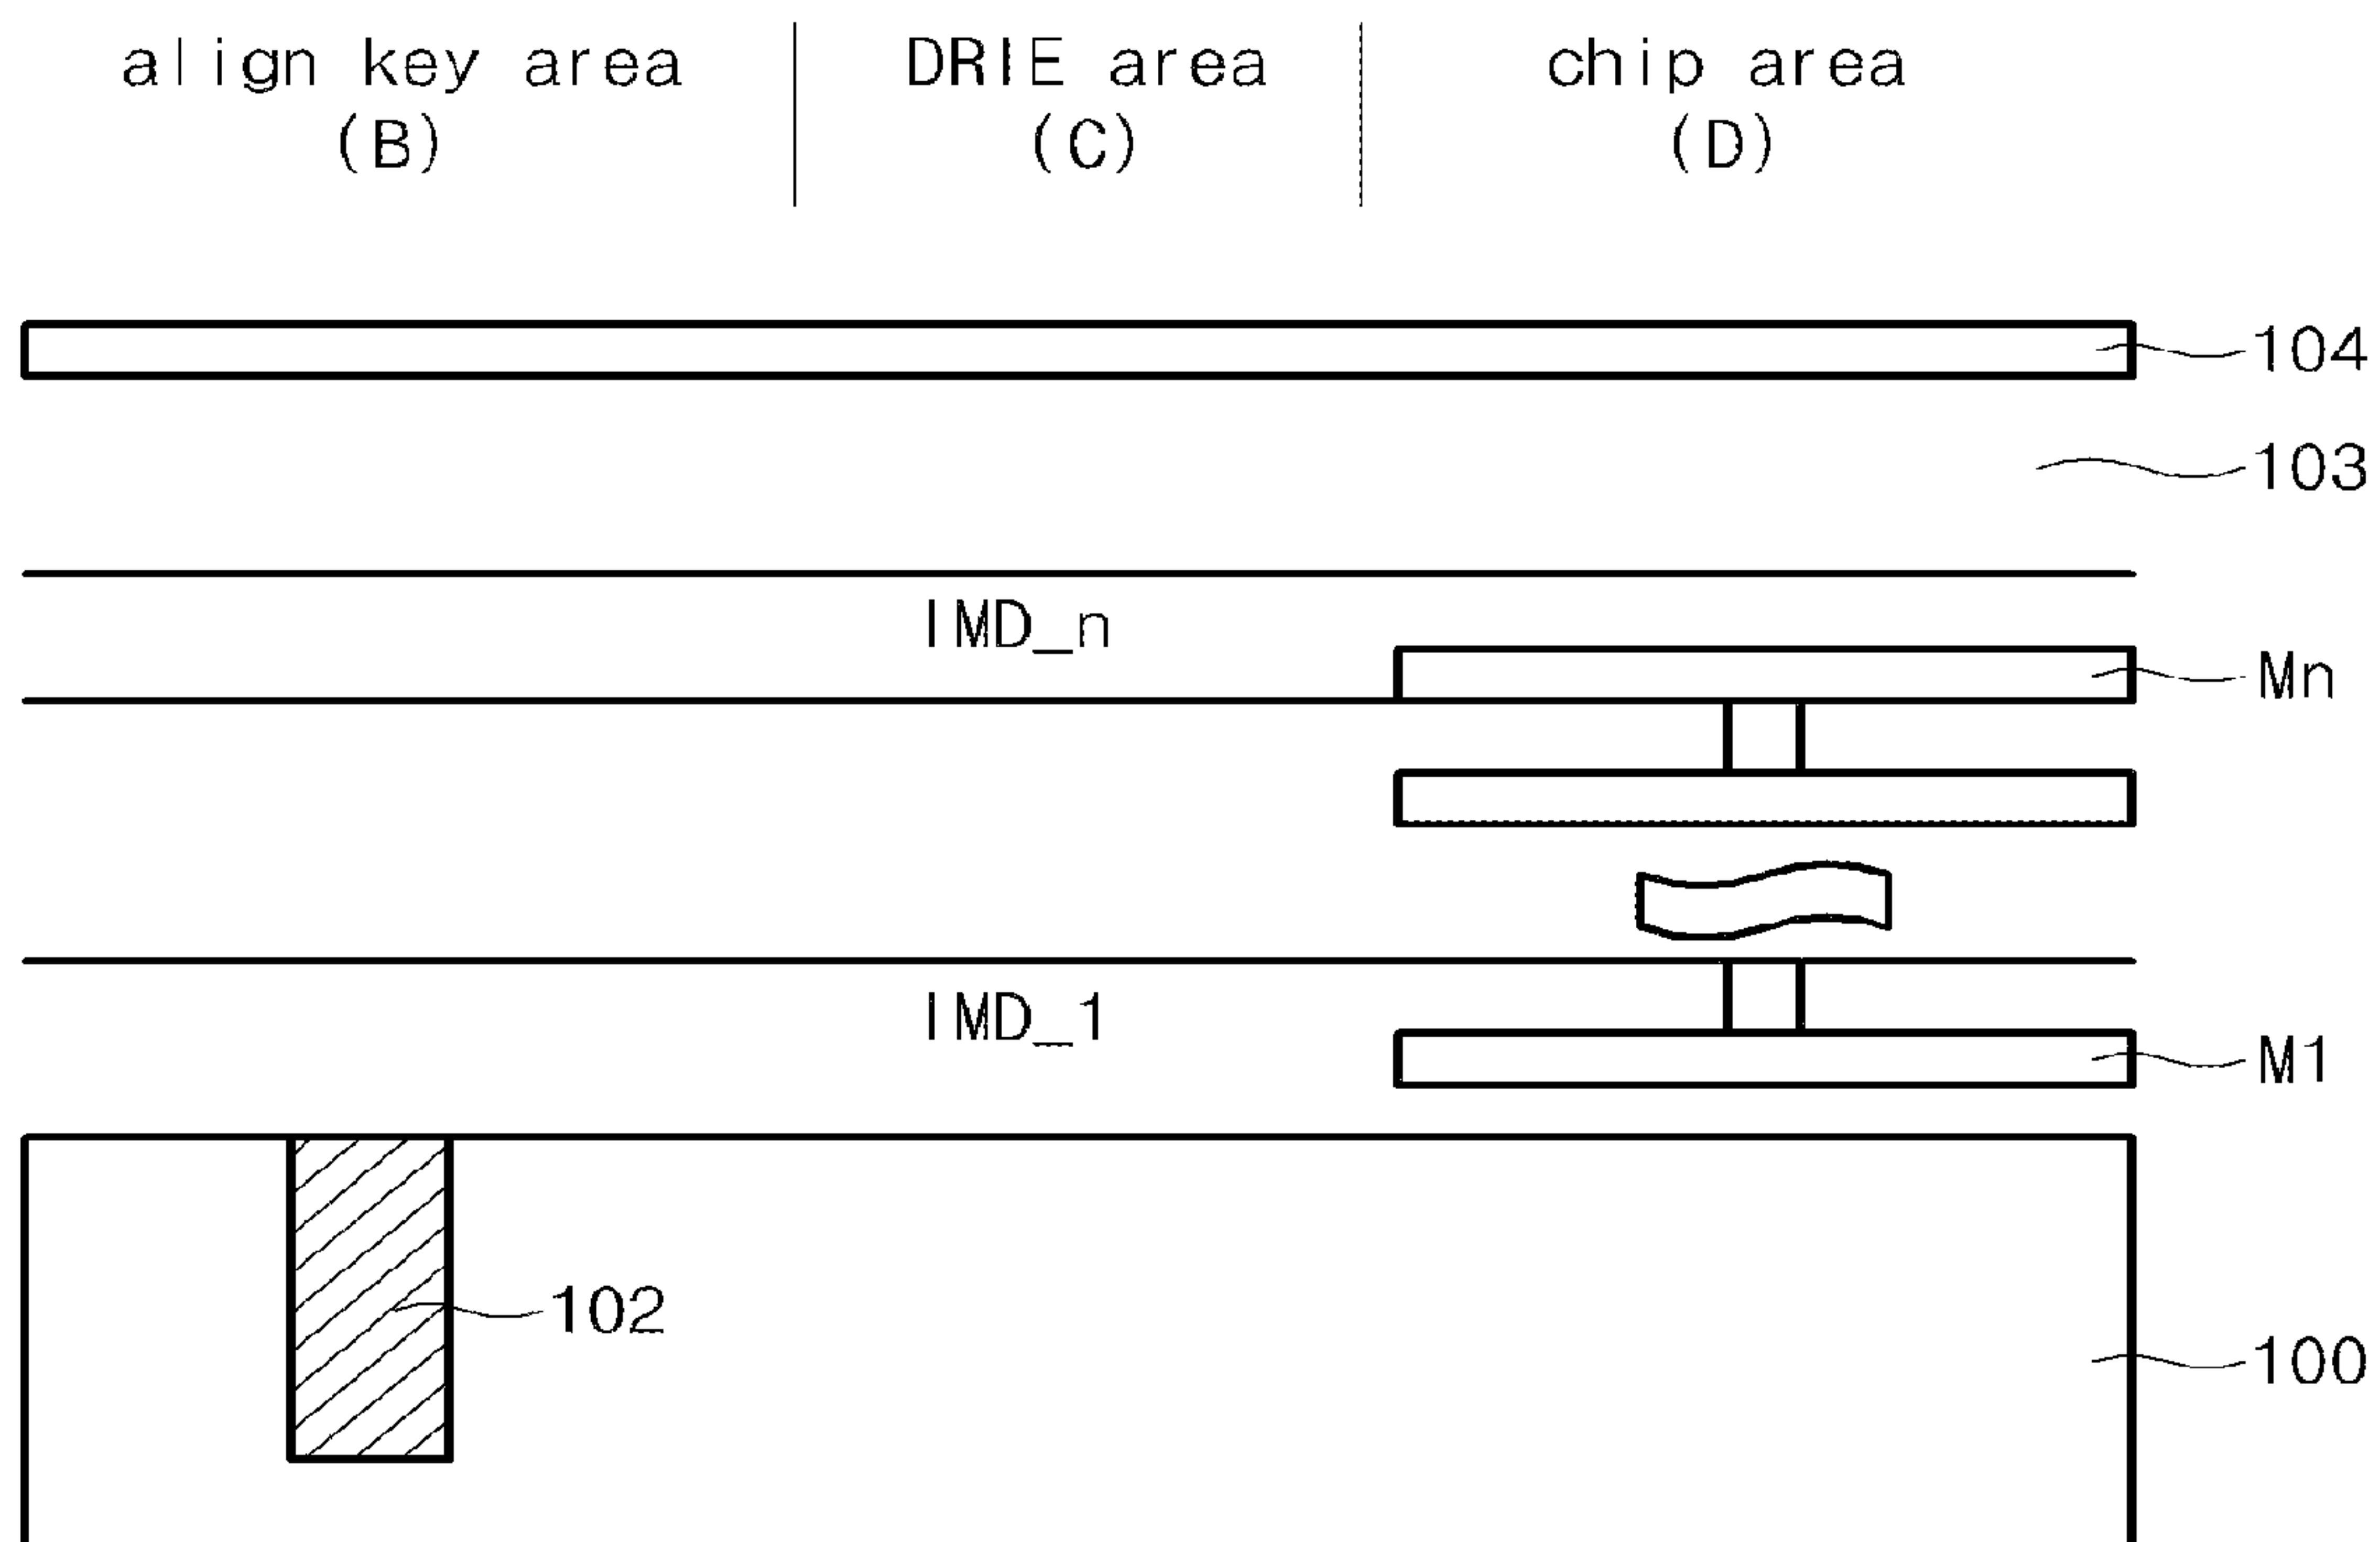 align key area
(B)
DRIE area
(C)
chip area
(D)
104
103
IMD_n
Mn
IMD_1
M1
102
100